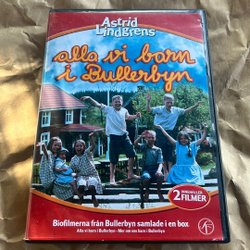 Astrid
Lindgrens
alla vi barn
i Bullerbyn
2 FILMER
Biofilmerna från Bullerbyn samlade i en box
Alla vi barn i Bullerbyn · Mer om oss barn i Bullerbyn